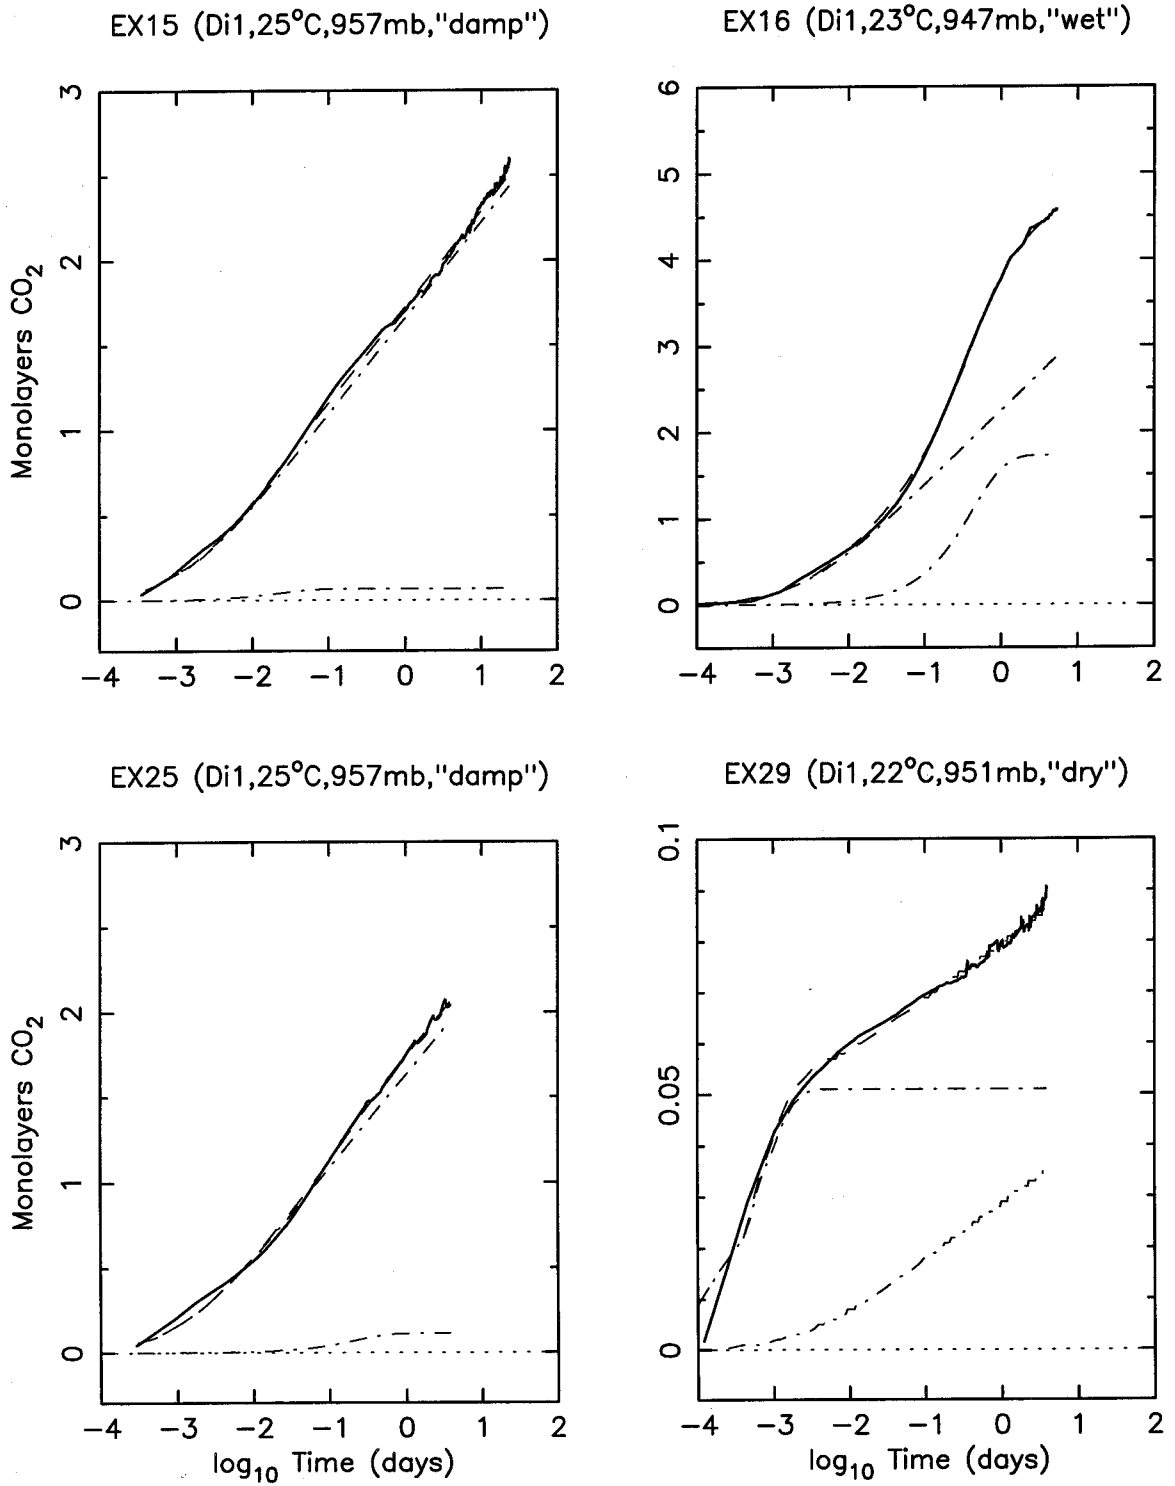 EX15 (Di1,25°C,957mb,"damp")
3
2
1
0
Monolayers CO2
−4 −3 −2 −1 0 1 2
EX16 (Di1,23°C,947mb,"wet")
6
5
4
3
2
1
0
−4 −3 −2 −1 0 1 2
EX25 (Di1,25°C,957mb,"damp")
3
2
1
0
Monolayers CO2
−4 −3 −2 −1 0 1 2
log10 Time (days)
EX29 (Di1,22°C,951mb,"dry")
0.1
0.05
0
−4 −3 −2 −1 0 1 2
log10 Time (days)